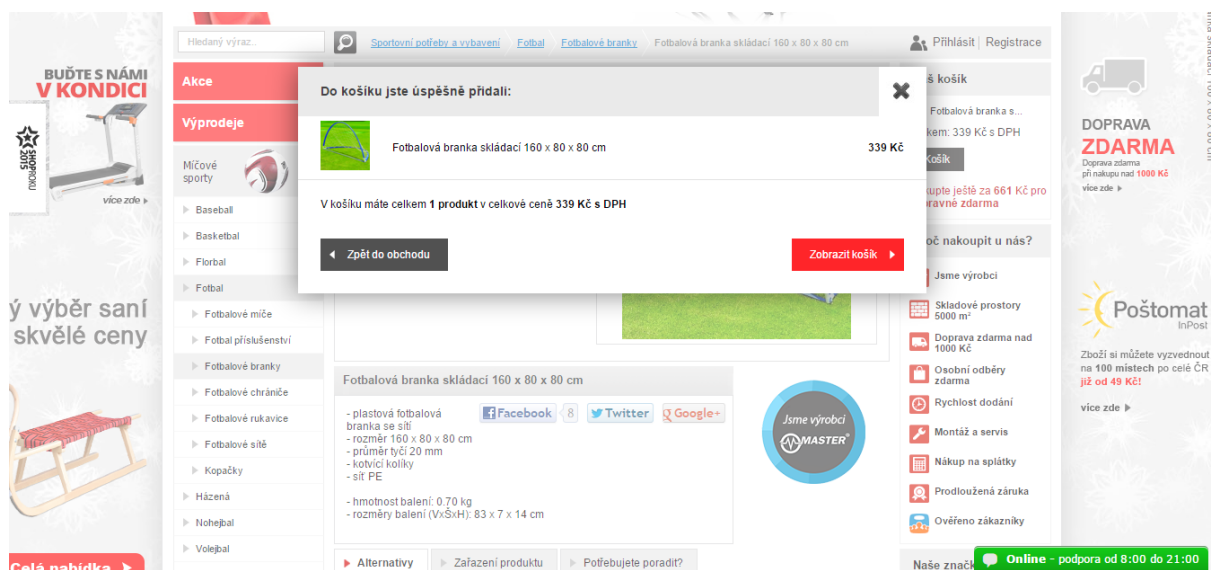 Hledaný výraz..
Sportovní potřeby a vybavení
Fotbal
Fotbalové branky
Fotbalová branka skládací 160 x 80 x 80 cm
Přihlásit
Registrace
BUĎTE S NÁMI
V KONDICI
SHOPROKU
2015
více zde
ý výběr saní
skvělé ceny
Celá nabídka
Akce
Výprodeje
Míčové
sporty
Baseball
Basketbal
Florbal
Fotbal
Fotbalové míče
Fotbal příslušenství
Fotbalové branky
Fotbalové chrániče
Fotbalové rukavice
Fotbalové sítě
Kopačky
Házená
Nohejbal
Volejbal
Do košíku jste úspěšně přidali:
Fotbalová branka skládací 160 x 80 x 80 cm
339 Kč
V košíku máte celkem 1 produkt v celkové ceně 339 Kč s DPH
Zpět do obchodu
Zobrazit košík
Fotbalová branka skládací 160 x 80 x 80 cm
- plastová fotbalová
branka se sítí
- rozměr 160 x 80 x 80 cm
- průměr tyčí 20 mm
- kotvící kolíky
- síť PE
- hmotnost balení: 0.70 kg
- rozměry balení (VxŠxH): 83 x 7 x 14 cm
Facebook
8
Twitter
Google+
Jsme výrobci
MASTER
Alternativy
Zařazení produktu
Potřebujete poradit?
š košík
Fotbalová branka s...
kem: 339 Kč s DPH
Košík
kupte ještě za 661 Kč pro
pravné zdarma
oč nakoupit u nás?
Jsme výrobci
Skladové prostory
5000 m²
Doprava zdarma nad
1000 Kč
Osobní odběry
zdarma
Rychlost dodání
Montáž a servis
Nákup na splátky
Prodloužená záruka
Ověřeno zákazníky
Naše znač
DOPRAVA
ZDARMA
Doprava zdarma
při nakupu nad 1000 Kč
více zde
Poštomat
InPost
Zboží si můžete vyzvednout
na 100 místech po celé ČR
již od 49 Kč!
více zde
Online - podpora od 8:00 do 21:00